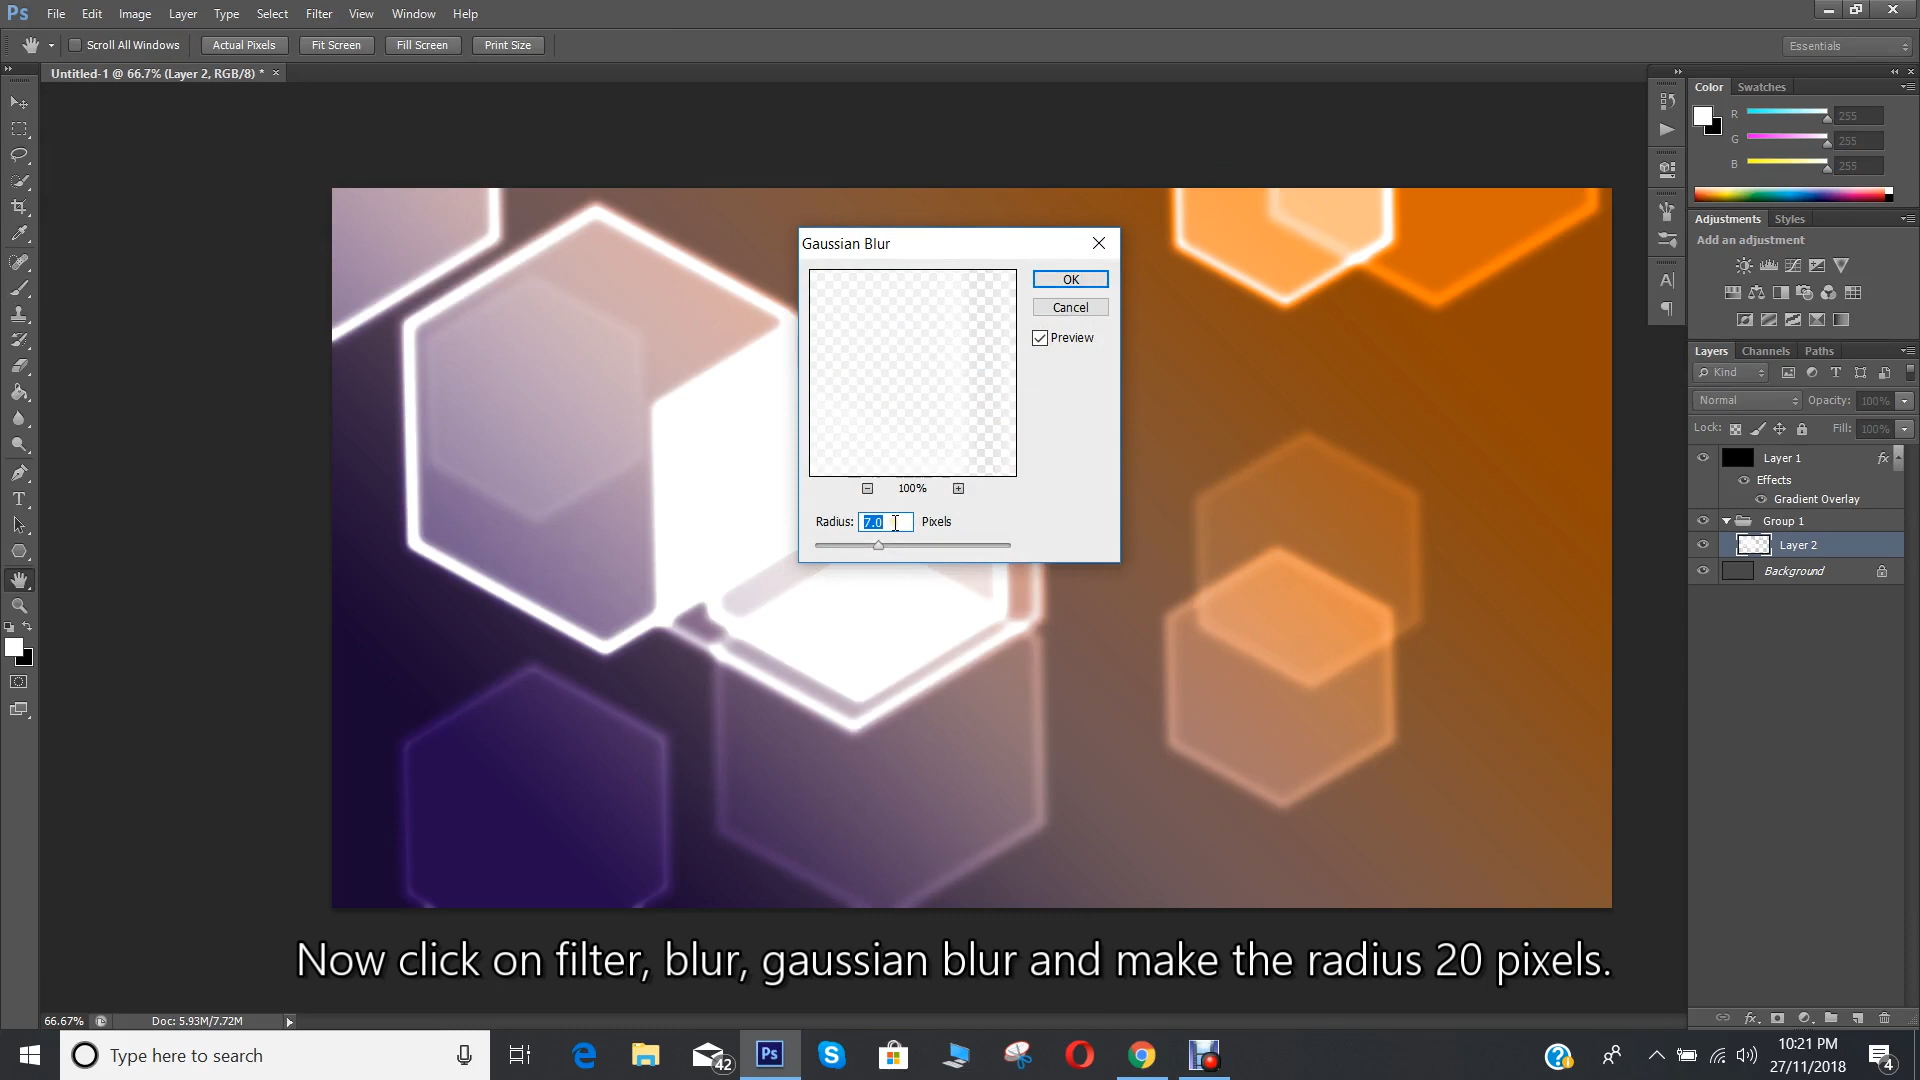 Ps File Edit Image Layer Type Select Filter View Window Help
Scroll All Windows Actual Pixels Fit Screen Fill Screen Print Size Essentials
Untitled-1 @ 66.7% (Layer 2, RGB/8) *
Color Swatches
R 255
G 255
B 255
Adjustments Styles
Add an adjustment
Gaussian Blur
OK
Cancel
Preview
100%
Radius: 7.0 Pixels
Layers Channels Paths
Kind
Normal Opacity: 100%
Lock: Fill: 100%
Layer 1 fx
Effects
Gradient Overlay
Group 1
Layer 2
Background
Now click on filter, blur, gaussian blur and make the radius 20 pixels.
66.67% Doc: 5.93M/7.72M
fx
Type here to search
42
Ps
10:21 PM
27/11/2018
4